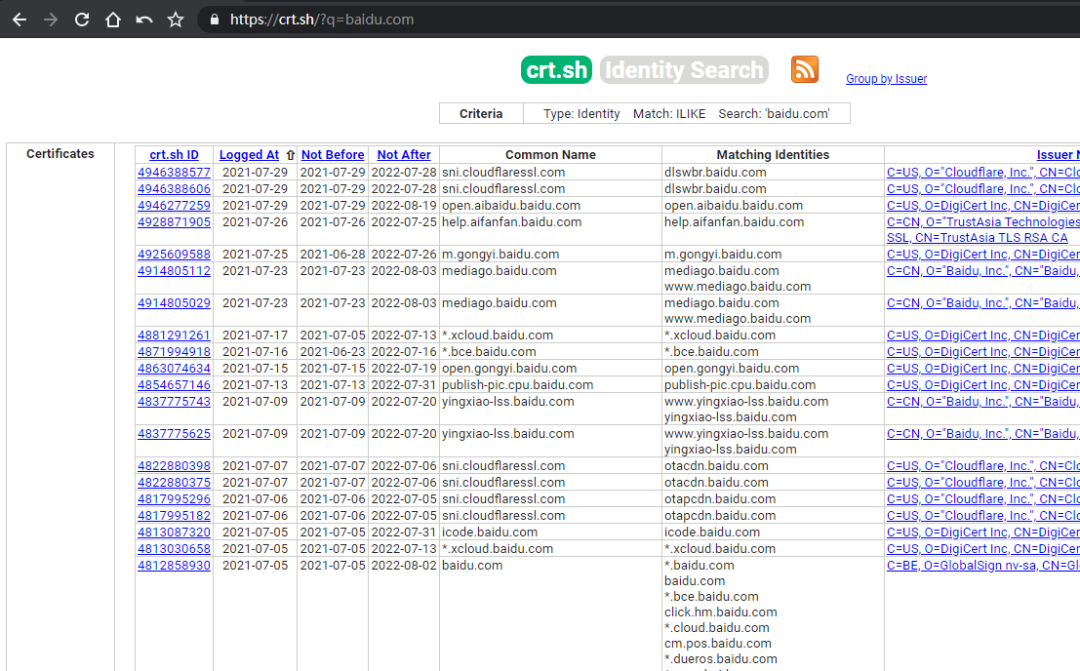 https://crt.sh/?q=baidu.com
crt.sh Identity Search
Group by Issuer
Criteria Type: Identity Match: ILIKE Search: 'baidu.com'
Certificates crt.sh ID Logged At ⇧ Not Before Not After Common Name Matching Identities Issuer N
4946388577 2021-07-29 2021-07-29 2022-07-28 sni.cloudflaressl.com dlswbr.baidu.com C=US, O="Cloudflare, Inc.", CN=Clo
4946388606 2021-07-29 2021-07-29 2022-07-28 sni.cloudflaressl.com dlswbr.baidu.com C=US, O="Cloudflare, Inc.", CN=Clo
4946277259 2021-07-29 2021-07-29 2022-08-19 open.aibaidu.baidu.com open.aibaidu.baidu.com C=US, O=DigiCert Inc, CN=DigiCer
4928871905 2021-07-26 2021-07-26 2022-07-25 help.aifanfan.baidu.com help.aifanfan.baidu.com C=CN, O="TrustAsia Technologies
SSL, CN=TrustAsia TLS RSA CA
4925609588 2021-07-25 2021-06-28 2022-07-26 m.gongyi.baidu.com m.gongyi.baidu.com C=US, O=DigiCert Inc, CN=DigiCer
4914805112 2021-07-23 2021-07-23 2022-08-03 mediago.baidu.com mediago.baidu.com C=CN, O="Baidu, Inc.", CN="Baidu,
www.mediago.baidu.com
4914805029 2021-07-23 2021-07-23 2022-08-03 mediago.baidu.com mediago.baidu.com C=CN, O="Baidu, Inc.", CN="Baidu,
www.mediago.baidu.com
4881291261 2021-07-17 2021-07-05 2022-07-13 *.xcloud.baidu.com *.xcloud.baidu.com C=US, O=DigiCert Inc, CN=DigiCer
4871994918 2021-07-16 2021-06-23 2022-07-16 *.bce.baidu.com *.bce.baidu.com C=US, O=DigiCert Inc, CN=DigiCer
4863074634 2021-07-15 2021-07-15 2022-07-19 open.gongyi.baidu.com open.gongyi.baidu.com C=US, O=DigiCert Inc, CN=DigiCer
4854657146 2021-07-13 2021-07-13 2022-07-31 publish-pic.cpu.baidu.com publish-pic.cpu.baidu.com C=US, O=DigiCert Inc, CN=DigiCer
4837775743 2021-07-09 2021-07-09 2022-07-20 yingxiao-lss.baidu.com www.yingxiao-lss.baidu.com C=CN, O="Baidu, Inc.", CN="Baidu,
yingxiao-lss.baidu.com
4837775625 2021-07-09 2021-07-09 2022-07-20 yingxiao-lss.baidu.com www.yingxiao-lss.baidu.com C=CN, O="Baidu, Inc.", CN="Baidu,
yingxiao-lss.baidu.com
4822880398 2021-07-07 2021-07-07 2022-07-06 sni.cloudflaressl.com otacdn.baidu.com C=US, O="Cloudflare, Inc.", CN=Clo
4822880375 2021-07-07 2021-07-07 2022-07-06 sni.cloudflaressl.com otacdn.baidu.com C=US, O="Cloudflare, Inc.", CN=Clo
4817995296 2021-07-06 2021-07-06 2022-07-05 sni.cloudflaressl.com otapcdn.baidu.com C=US, O="Cloudflare, Inc.", CN=Clo
4817995182 2021-07-06 2021-07-06 2022-07-05 sni.cloudflaressl.com otapcdn.baidu.com C=US, O="Cloudflare, Inc.", CN=Clo
4813087320 2021-07-05 2021-07-05 2022-07-31 icode.baidu.com icode.baidu.com C=US, O=DigiCert Inc, CN=DigiCer
4813030658 2021-07-05 2021-07-05 2022-07-13 *.xcloud.baidu.com *.xcloud.baidu.com C=US, O=DigiCert Inc, CN=DigiCer
4812858930 2021-07-05 2021-07-05 2022-08-02 baidu.com *.baidu.com C=BE, O=GlobalSign nv-sa, CN=Glo
baidu.com
*.bce.baidu.com
click.hm.baidu.com
*.cloud.baidu.com
cm.pos.baidu.com
*.dueros.baidu.com